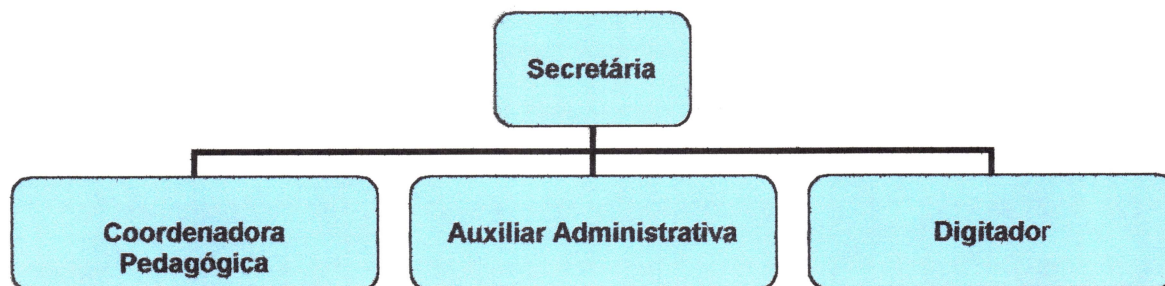 Secretária
Coordenadora
Pedagógica
Auxiliar Administrativa
Digitador